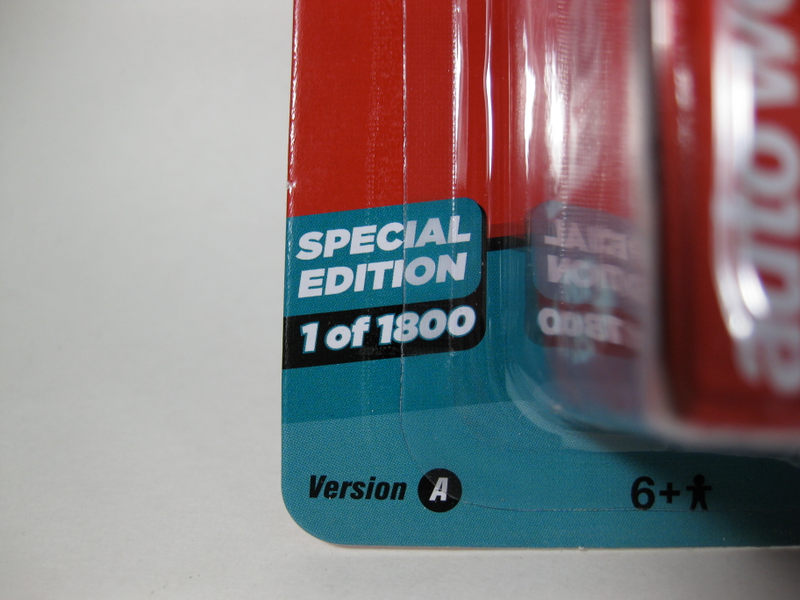 SPECIAL
EDITION
1 of 1800
Version A
6+